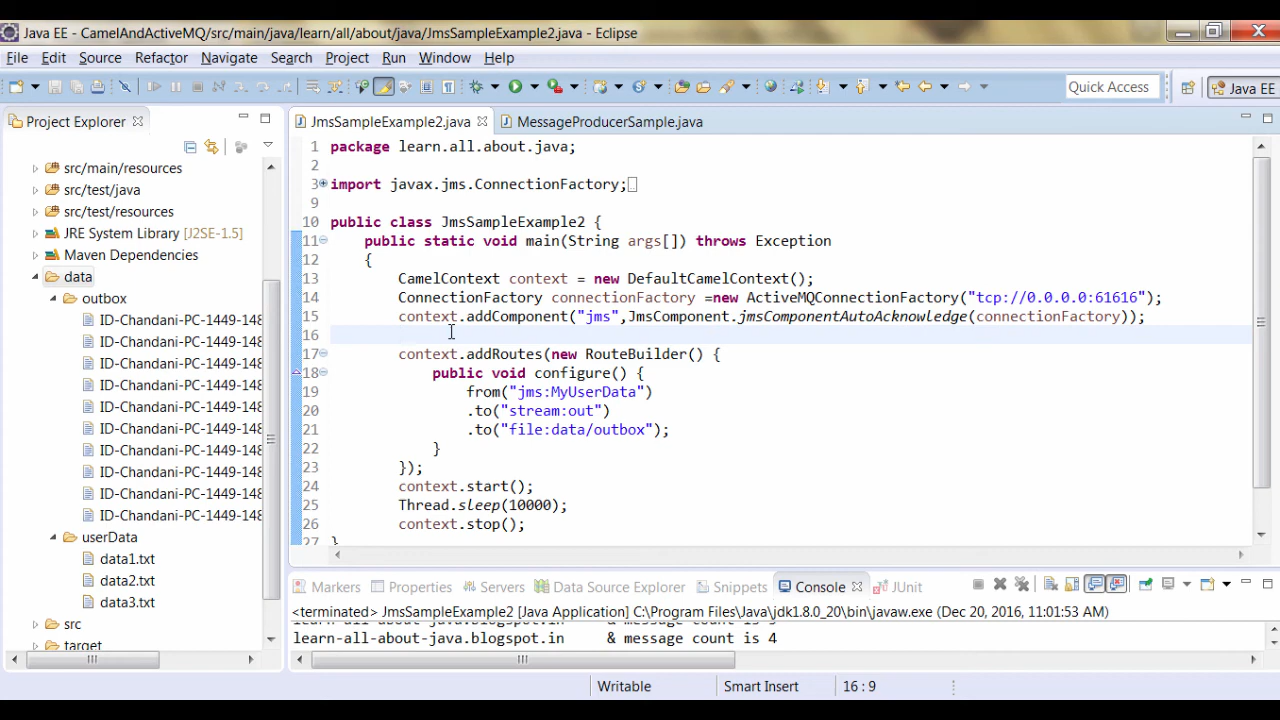 Java EE - CamelAndActiveMQ/src/main/java/learn/all/about/java/JmsSampleExample2.java - Eclipse
File Edit Source Refactor Navigate Search Project Run Window Help
Quick Access
Java EE
Project Explorer
src/main/resources
src/test/java
src/test/resources
JRE System Library [J2SE-1.5]
Maven Dependencies
data
outbox
ID-Chandani-PC-1449-148
ID-Chandani-PC-1449-148
ID-Chandani-PC-1449-148
ID-Chandani-PC-1449-148
ID-Chandani-PC-1449-148
ID-Chandani-PC-1449-148
ID-Chandani-PC-1449-148
ID-Chandani-PC-1449-148
ID-Chandani-PC-1449-148
ID-Chandani-PC-1449-148
userData
data1.txt
data2.txt
data3.txt
src
target
JmsSampleExample2.java MessageProducerSample.java
1 package learn.all.about.java;
2
3 import javax.jms.ConnectionFactory;
9
10 public class JmsSampleExample2 {
11 public static void main(String args[]) throws Exception
12 {
13 CamelContext context = new DefaultCamelContext();
14 ConnectionFactory connectionFactory =new ActiveMQConnectionFactory("tcp://0.0.0.0:61616");
15 context.addComponent("jms",JmsComponent.jmsComponentAutoAcknowledge(connectionFactory));
16
17 context.addRoutes(new RouteBuilder() {
18 public void configure() {
19 from("jms:MyUserData")
20 .to("stream:out")
21 .to("file:data/outbox");
22 }
23 });
24 context.start();
25 Thread.sleep(10000);
26 context.stop();
27 }
Markers Properties Servers Data Source Explorer Snippets Console JUnit
<terminated> JmsSampleExample2 [Java Application] C:\Program Files\Java\jdk1.8.0_20\bin\javaw.exe (Dec 20, 2016, 11:01:53 AM)
learn-all-about-java.blogspot.in & message count is 4
Writable Smart Insert 16 : 9